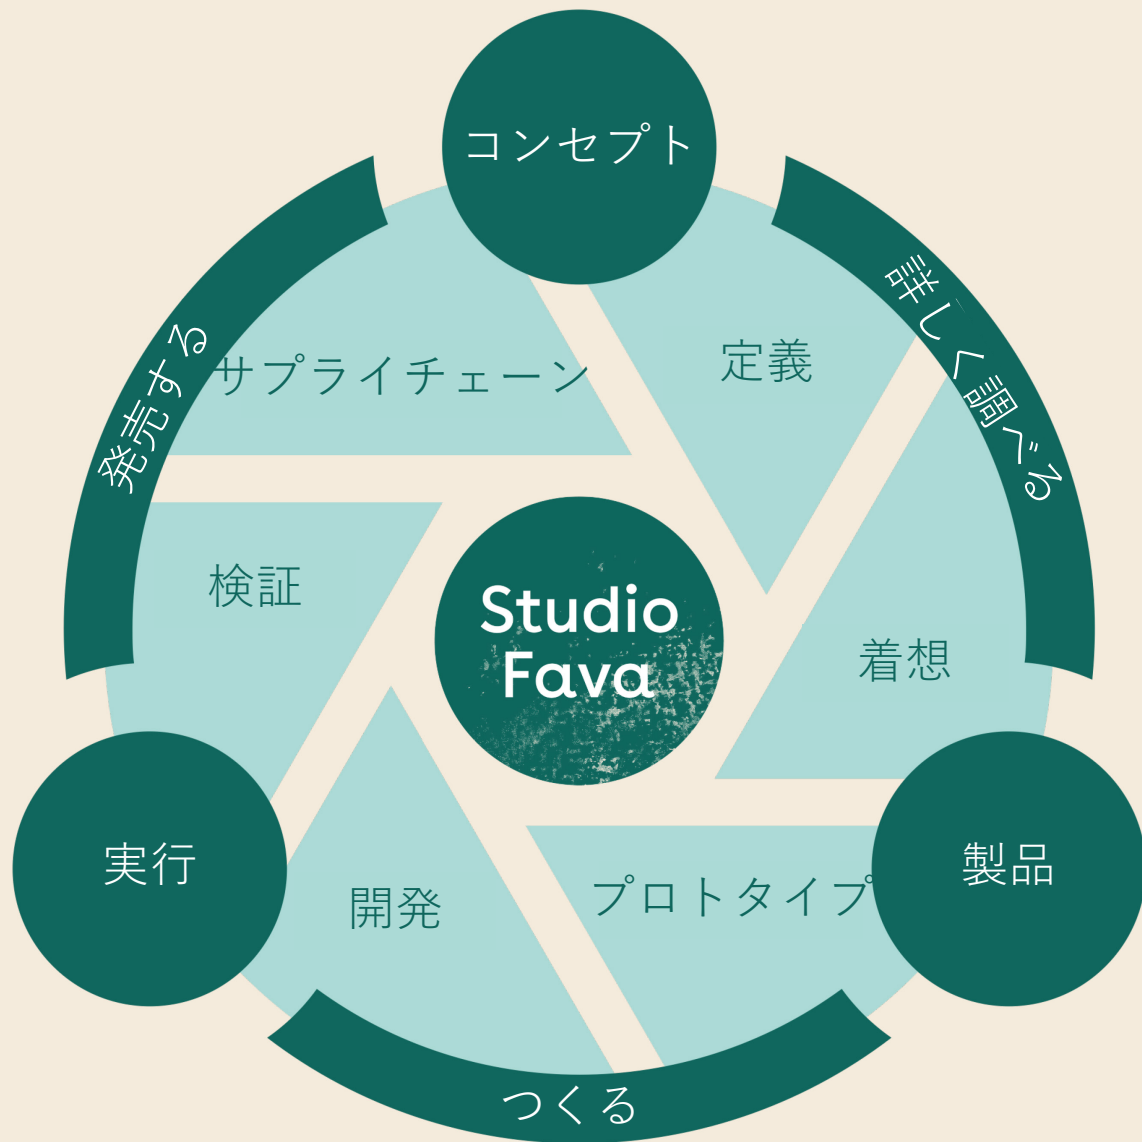 コンセプト
詳しく調べる
発売する
サプライチェーン
定義
検証
Studio
Fava
着想
実行
開発
プロトタイプ
製品
つくる